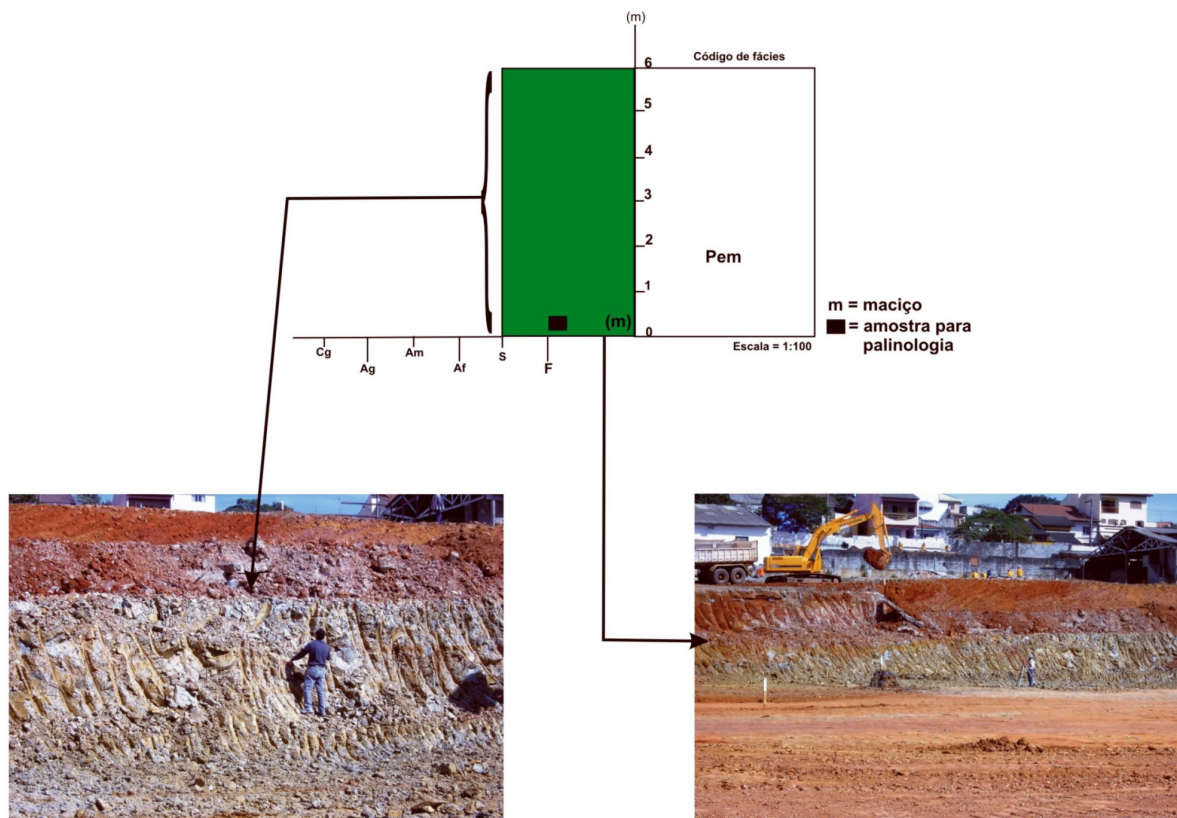 (m)
Código de fácies
6
5
4
3
2
1
0
Pem
(m)
m = maciço
= amostra para
palinologia
Escala = 1:100
Cg
Ag
Am
Af
S
F